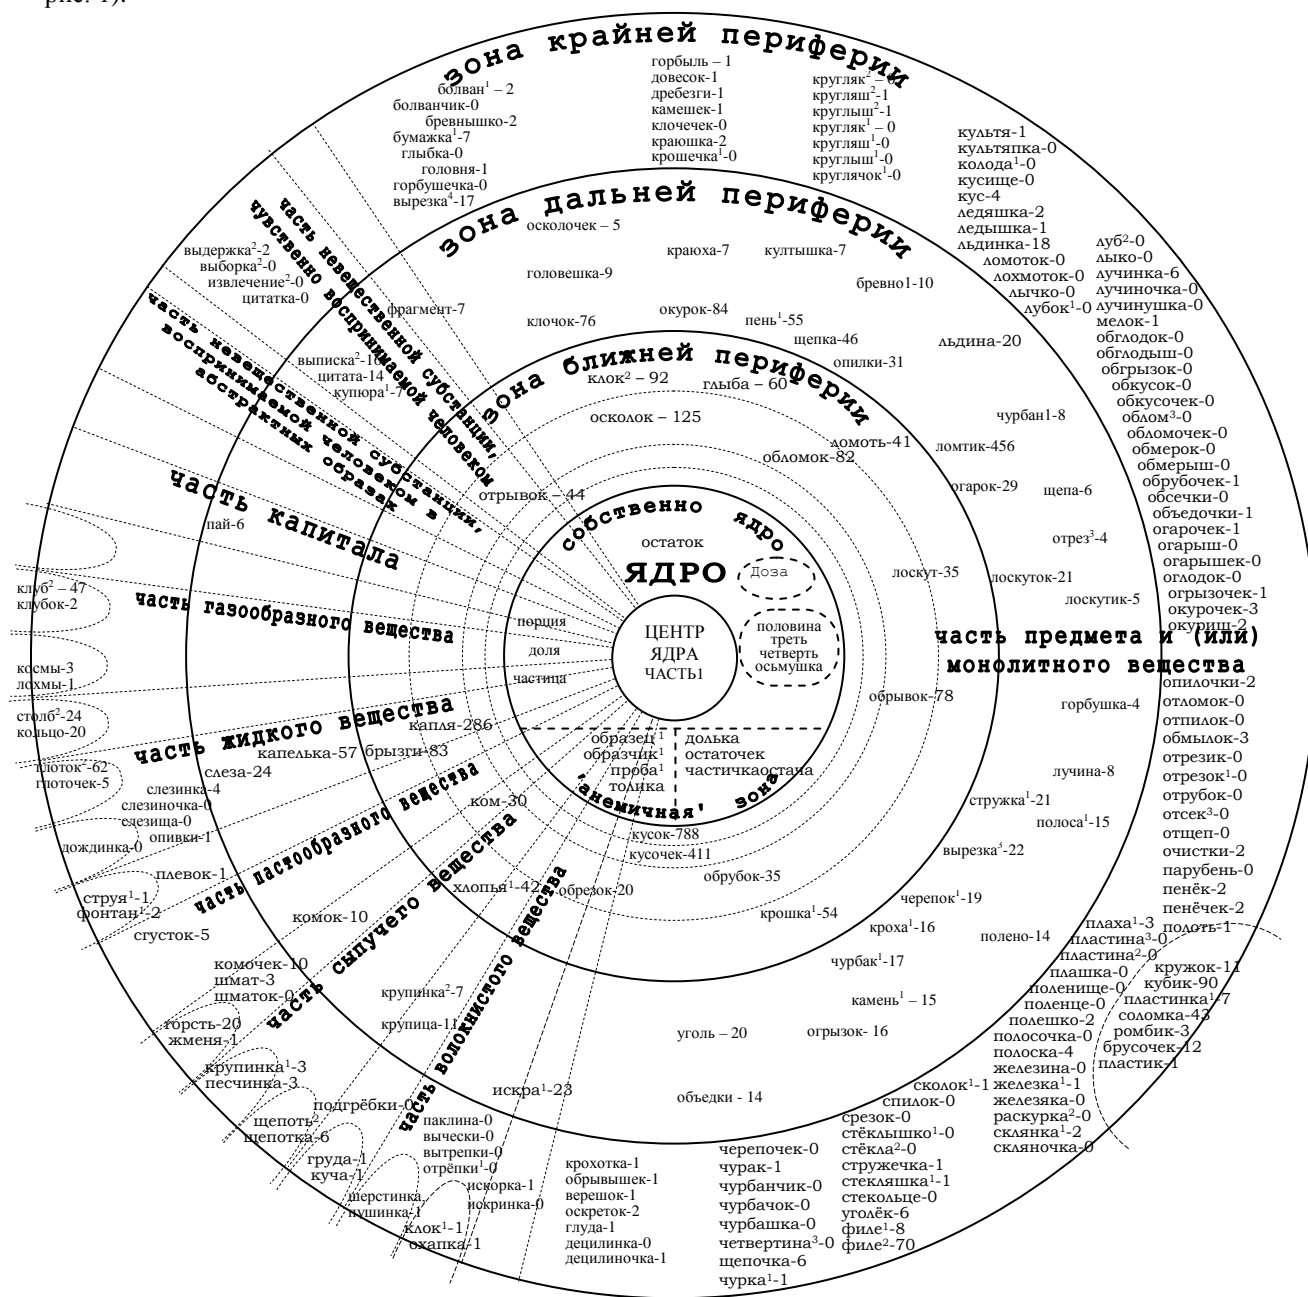 рис. 1).
зона крайней периферии
болван¹ – 2
болванчик-0
бревнышко-2
бумажка¹-7
глыбка-0
головня-1
горбушечка-0
вырезка⁴-17
горбыль – 1
довесок-1
дребезги-1
камешек-1
клочечек-0
краюшка-2
крошечка¹-0
кругляк² – 0
кругляш²-1
круглыш²-1
кругляк¹ – 0
кругляш¹-0
круглыш¹-0
круглячок¹-0
культя-1
культяпка-0
колода¹-0
кусище-0
кус-4
ледяшка-2
ледышка-1
льдинка-18
ломоток-0
лохмоток-0
лычко-0
лубок¹-0
луб²-0
лыко-0
лучинка-6
лучиночка-0
лучинушка-0
мелок-1
обглодок-0
обглодыш-0
обгрызок-0
обкусок-0
обкусочек-0
облом³-0
обломочек-0
обмерок-0
обмерыш-0
обрубочек-1
обсечки-0
объедочки-1
огарочек-1
огарыш-0
огарышек-0
оглодок-0
огрызочек-1
окурочек-3
окуриш-2
часть предмета и (или)
монолитного вещества
опилочки-2
отломок-0
отпилок-0
обмылок-3
отрезик-0
отрезок¹-0
отрубок-0
отсек³-0
отщеп-0
очистки-2
парубень-0
пенёк-2
пенёчек-2
полоть-1
плаха¹-3
пластина³-0
пластина²-0
плашка-0
поленище-0
поленце-0
полешко-2
полосочка-0
полоска-4
железина-0
железка¹-1
железяка-0
раскурка²-0
склянка¹-2
скляночка-0
кружок-11
кубик-90
пластинка¹-7
соломка-43
ромбик-3
брусочек-12
пластик-1
сколок¹-1
спилок-0
срезок-0
стёклышко¹-0
стёкла²-0
стружечка-1
стекляшка¹-1
стекольце-0
уголёк-6
филе¹-8
филе²-70
черепочек-0
чурак-1
чурбанчик-0
чурбачок-0
чурбашка-0
четвертина³-0
щепочка-6
чурка¹-1
крохотка-1
обрывышек-1
верешок-1
оскреток-2
глуда-1
децилинка-0
децилиночка-1
зона дальней периферии
осколочек – 5
краюха-7
култышка-7
головешка-9
бревно1-10
клочок-76
окурок-84
пень¹-55
щепка-46
опилки-31
льдина-20
чурбан1-8
ломтик-456
огарок-29
щепа-6
отрез³-4
лоскуток-21
лоскутик-5
горбушка-4
лучина-8
стружка¹-21
полоса¹-15
вырезка³-22
черепок¹-19
кроха¹-16
полено-14
чурбак¹-17
камень¹ – 15
уголь – 20
огрызок- 16
объедки - 14
зона ближней периферии
клок² – 92
глыба – 60
осколок – 125
ломоть-41
обломок-82
отрывок – 44
лоскут-35
обрывок-78
кусок-788
кусочек-411
обрубок-35
обрезок-20
крошка¹-54
собственно ядро
остаток
ЯДРО
Доза
ЦЕНТР
ЯДРА
ЧАСТЬ1
половина
треть
четверть
осьмушка
порция
доля
частица
образец¹
образчик¹
проба¹
толика
долька
остаточек
частичкаостача
'анемичная' зона
часть невещественной субстанции,
чувственно воспринимаемой человеком
фрагмент-7
выдержка²-2
выборка²-0
извлечение²-0
цитатка-0
выписка²-16
цитата-14
купюра¹-7
часть невещественной субстанции,
воспринимаемой человеком в
абстрактных образах
часть капитала
пай-6
часть газообразного вещества
клуб² – 47
клубок-2
космы-3
лохмы-1
столб²-24
кольцо-20
часть жидкого вещества
капля-286
капелька-57
брызги-83
слеза-24
слезинка-4
слезиночка-0
слезища-0
опивки-1
глоток-62
глоточек-5
дождинка-0
плевок-1
струя¹-1
фонтан¹-2
часть пастообразного вещества
ком-30
комок-10
сгусток-5
комочек-10
шмат-3
шматок-0
часть сыпучего вещества
горсть-20
жменя-1
крупинка²-7
крупица-11
крупинка¹-3
песчинка-3
подгрёбки-0
щепоть²
щепотка-6
груда-1
куча-1
часть волокнистого вещества
хлопья¹-42
паклина-0
вычески-0
вытрепки-0
отрёпки¹-0
шерстинка
пушинка-1
клок¹-1
охапка-1
искра¹-23
искорка-1
искринка-0